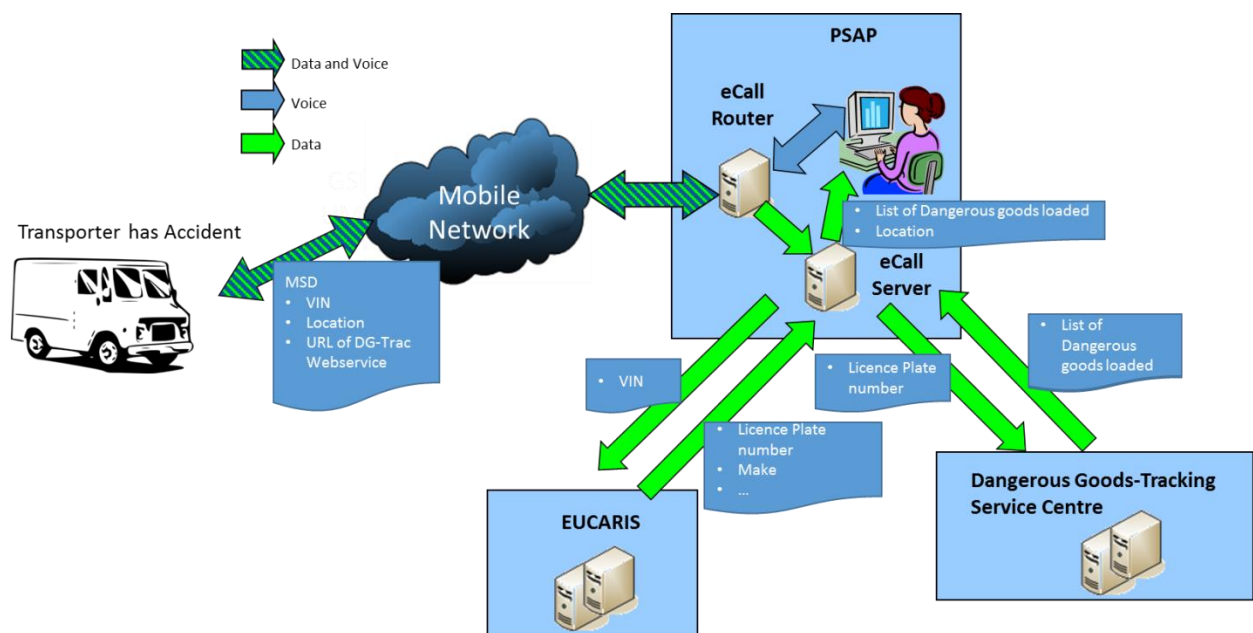 Data and Voice
Voice
Data
PSAP
eCall
Router
Mobile
Network
• List of Dangerous goods loaded
• Location
Transporter has Accident
eCall
Server
MSD
• VIN
• Location
• URL of DG-Trac
Webservice
• VIN
• Licence Plate
number
• List of
Dangerous
goods loaded
• Licence Plate
number
• Make
• ...
EUCARIS
Dangerous Goods-Tracking
Service Centre